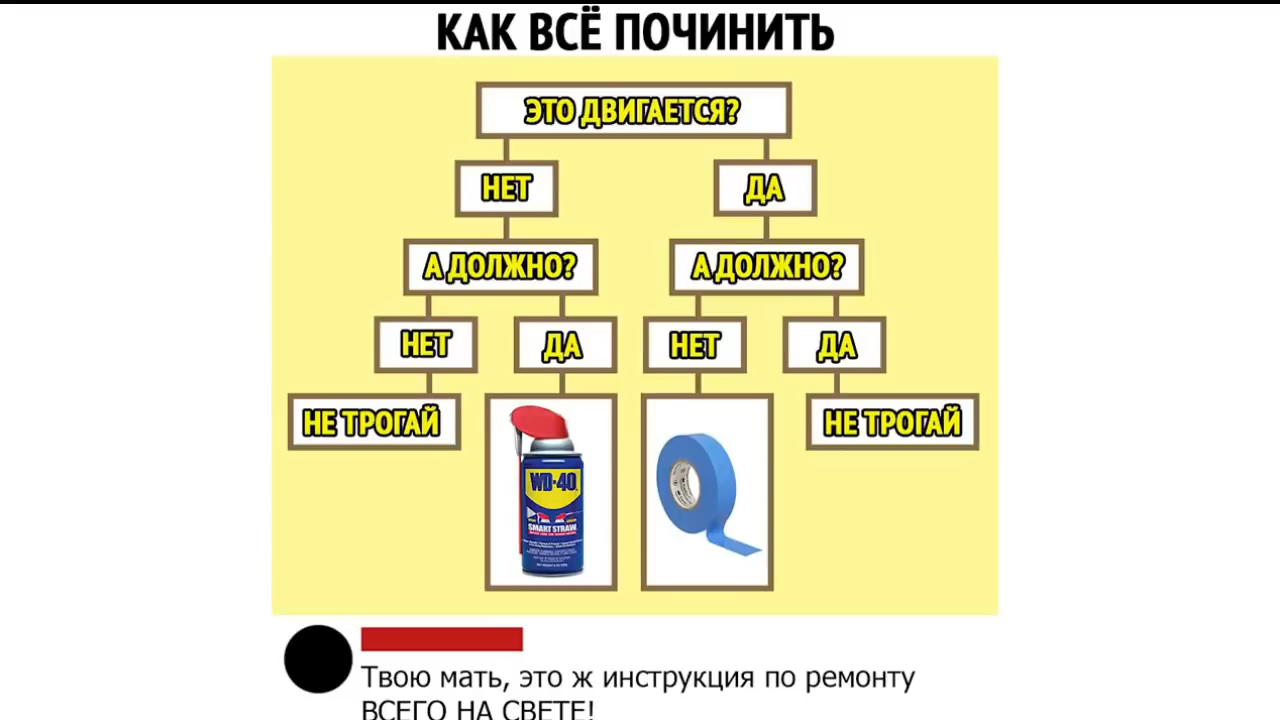 КАК ВСЁ ПОЧИНИТЬ
ЭТО ДВИГАЕТСЯ?
НЕТ
ДА
А ДОЛЖНО?
А ДОЛЖНО?
НЕТ
ДА
НЕТ
ДА
НЕ ТРОГАЙ
НЕ ТРОГАЙ
WD-40
SMART STRAW
Твою мать, это ж инструкция по ремонту
ВСЕГО НА СВЕТЕ!